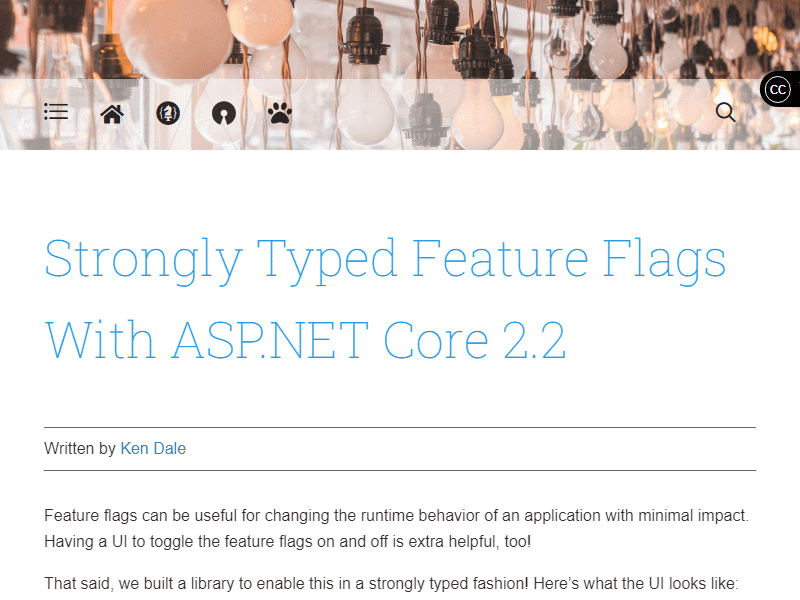 CC
Strongly Typed Feature Flags
With ASP.NET Core 2.2
Written by Ken Dale
Feature flags can be useful for changing the runtime behavior of an application with minimal impact.
Having a UI to toggle the feature flags on and off is extra helpful, too!
That said, we built a library to enable this in a strongly typed fashion! Here’s what the UI looks like: